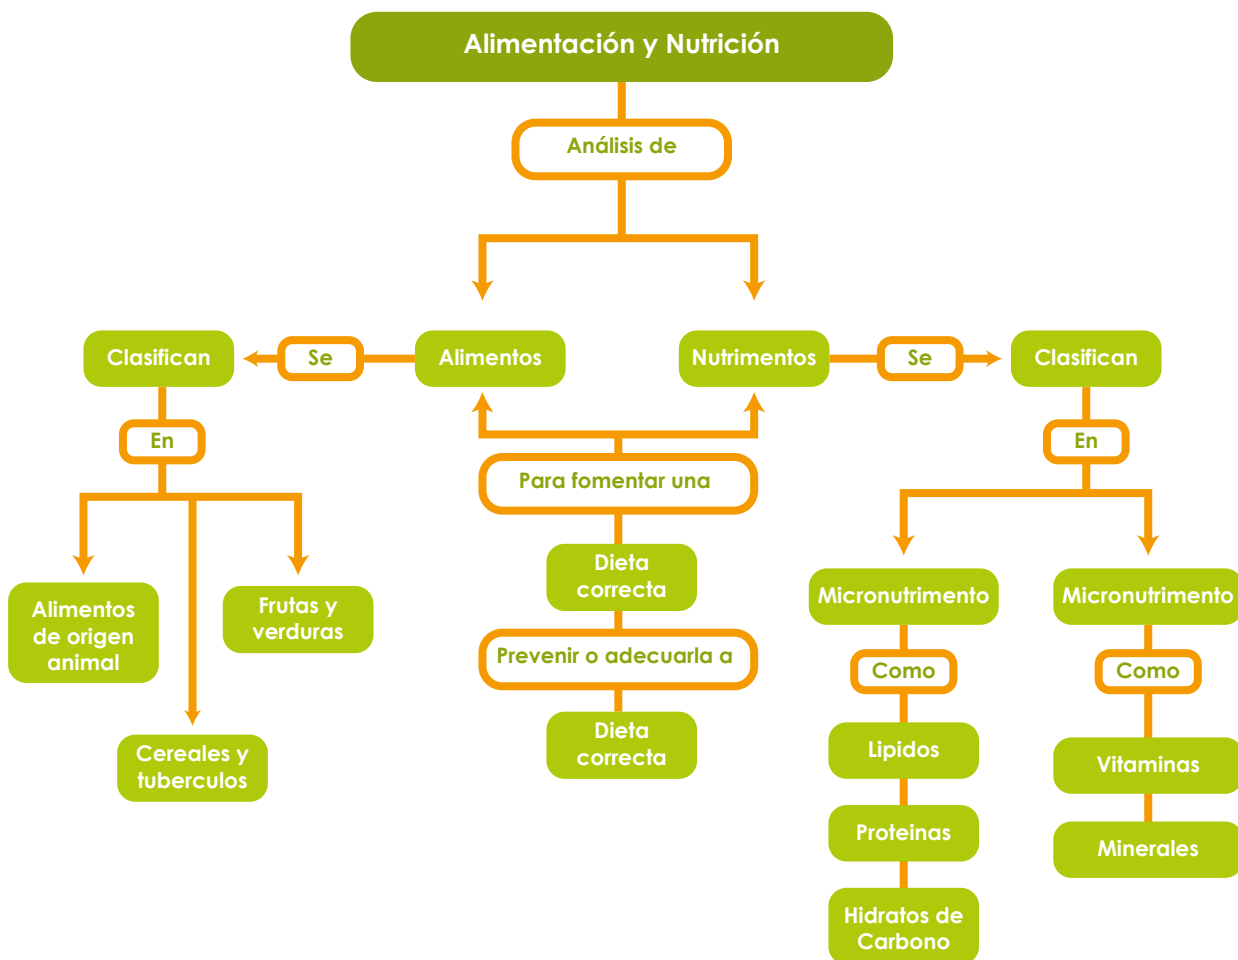 Alimentación y Nutrición
Análisis de
Clasifican
Se
Alimentos
Nutrimentos
Se
Clasifican
En
En
Para fomentar una
Dieta
correcta
Prevenir o adecuarla a
Dieta
correcta
Alimentos
de origen
animal
Frutas y
verduras
Cereales y
tuberculos
Micronutrimento
Micronutrimento
Como
Como
Lipidos
Proteinas
Hidratos de
Carbono
Vitaminas
Minerales